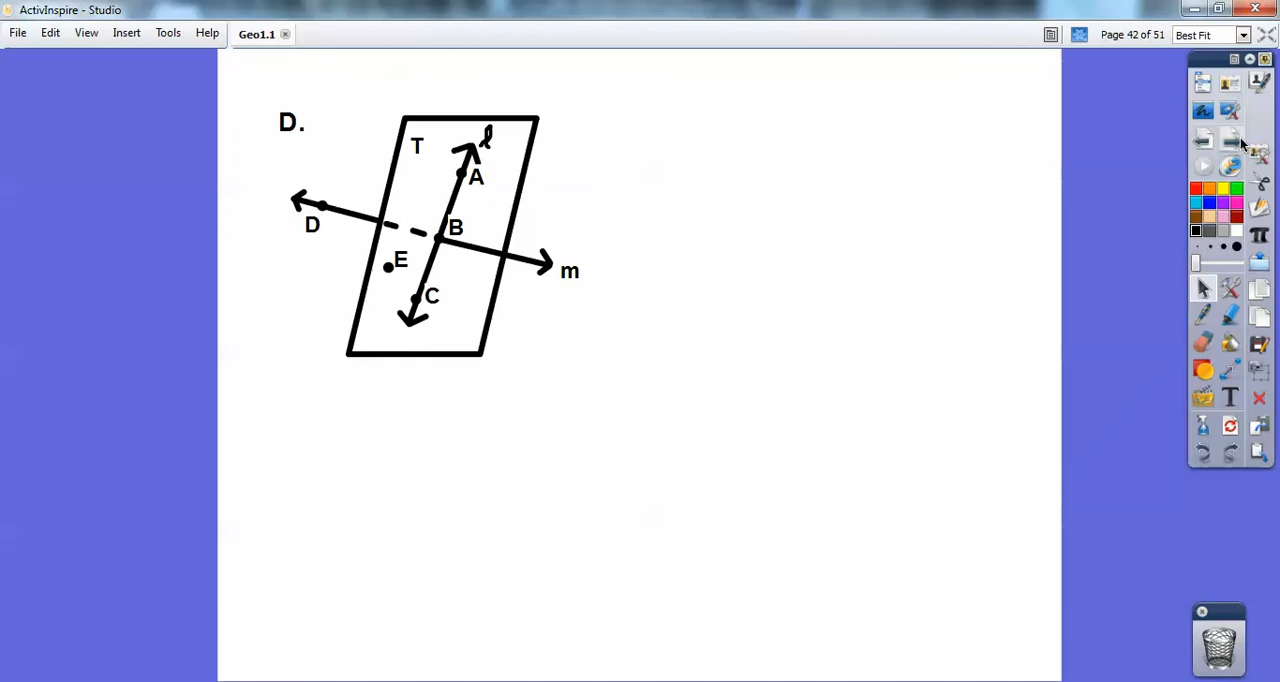 ActivInspire - Studio
File Edit View Insert Tools Help Geo1.1 Page 42 of 51 Best Fit
D.
T ℓ
A
D B
E m
C
T